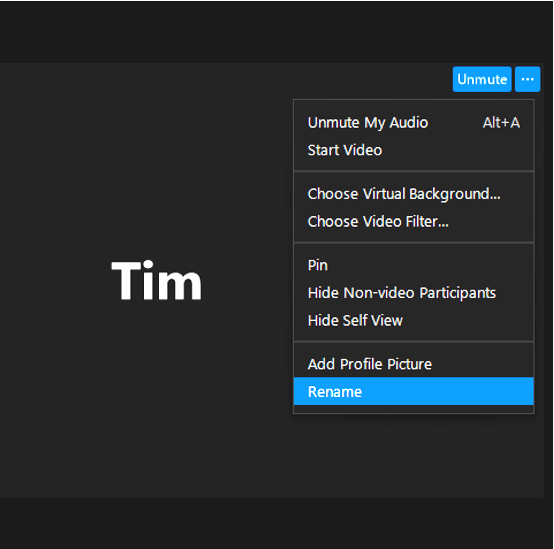 Unmute ...
Unmute My Audio Alt+A
Start Video
Choose Virtual Background...
Choose Video Filter...
Tim
Pin
Hide Non-video Participants
Hide Self View
Add Profile Picture
Rename